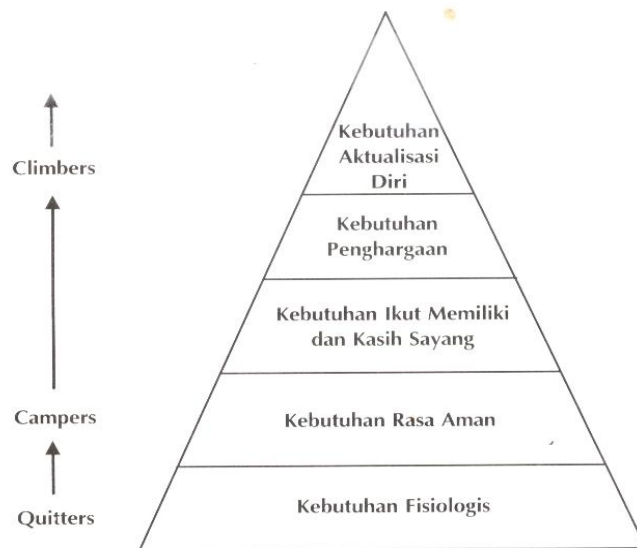 Kebutuhan
Aktualisasi
Diri
Climbers
Kebutuhan
Penghargaan
Kebutuhan Ikut Memiliki
dan Kasih Sayang
Campers
Kebutuhan Rasa Aman
Quitters
Kebutuhan Fisiologis